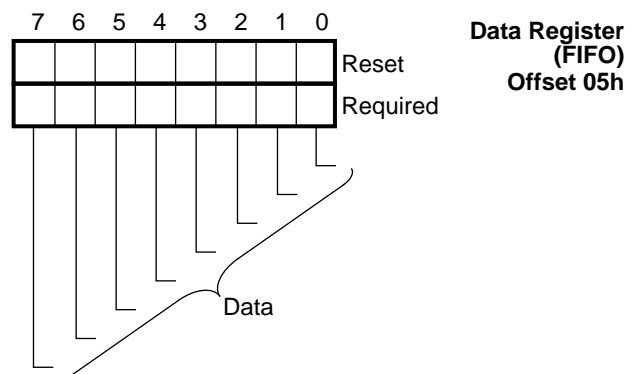 7 6 5 4 3 2 1 0
Reset
Required
Data Register
(FIFO)
Offset 05h
Data